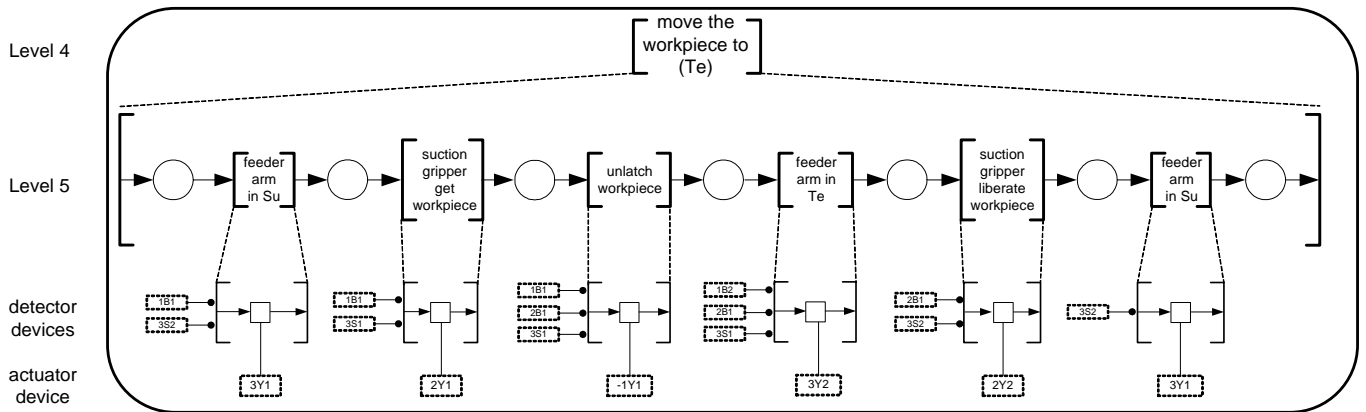 Level 4
move the
workpiece to
(Te)
Level 5
feeder
arm
in Su
suction
gripper
get
workpiece
unlatch
workpiece
feeder
arm in
Te
suction
gripper
liberate
workpiece
feeder
arm
in Su
detector
devices
1B1
3S2
1B1
3S1
1B1
2B1
3S1
1B2
2B1
3S1
2B1
3S2
3S2
actuator
device
3Y1
2Y1
-1Y1
3Y2
2Y2
3Y1